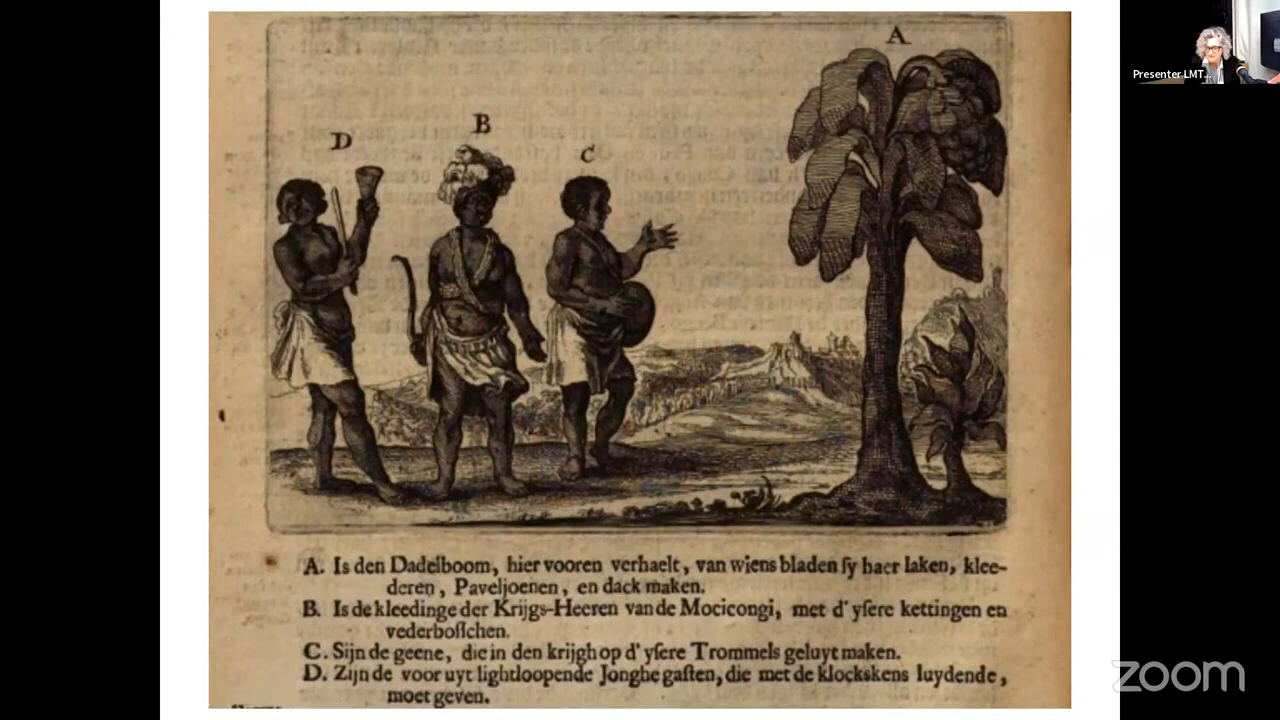 A
B
D
C
Presenter LMT...
A. Is den Dadelboom, hier vooren verhaelt, van wiens bladen sy haer laken, klee-
deren, Paveljoenen, en dack maken.
B. Is de kleedinge der Krijgs-Heeren van de Mocicongi, met d'ysere kettingen en
vederbosschen.
C. Sijn de geene, die in den krijgh op d'ysere Trommels geluyt maken.
D. Zijn de voor uyt lightloopende Jonghe gasten, die met de klockskens luydende,
moet geven.
zoom